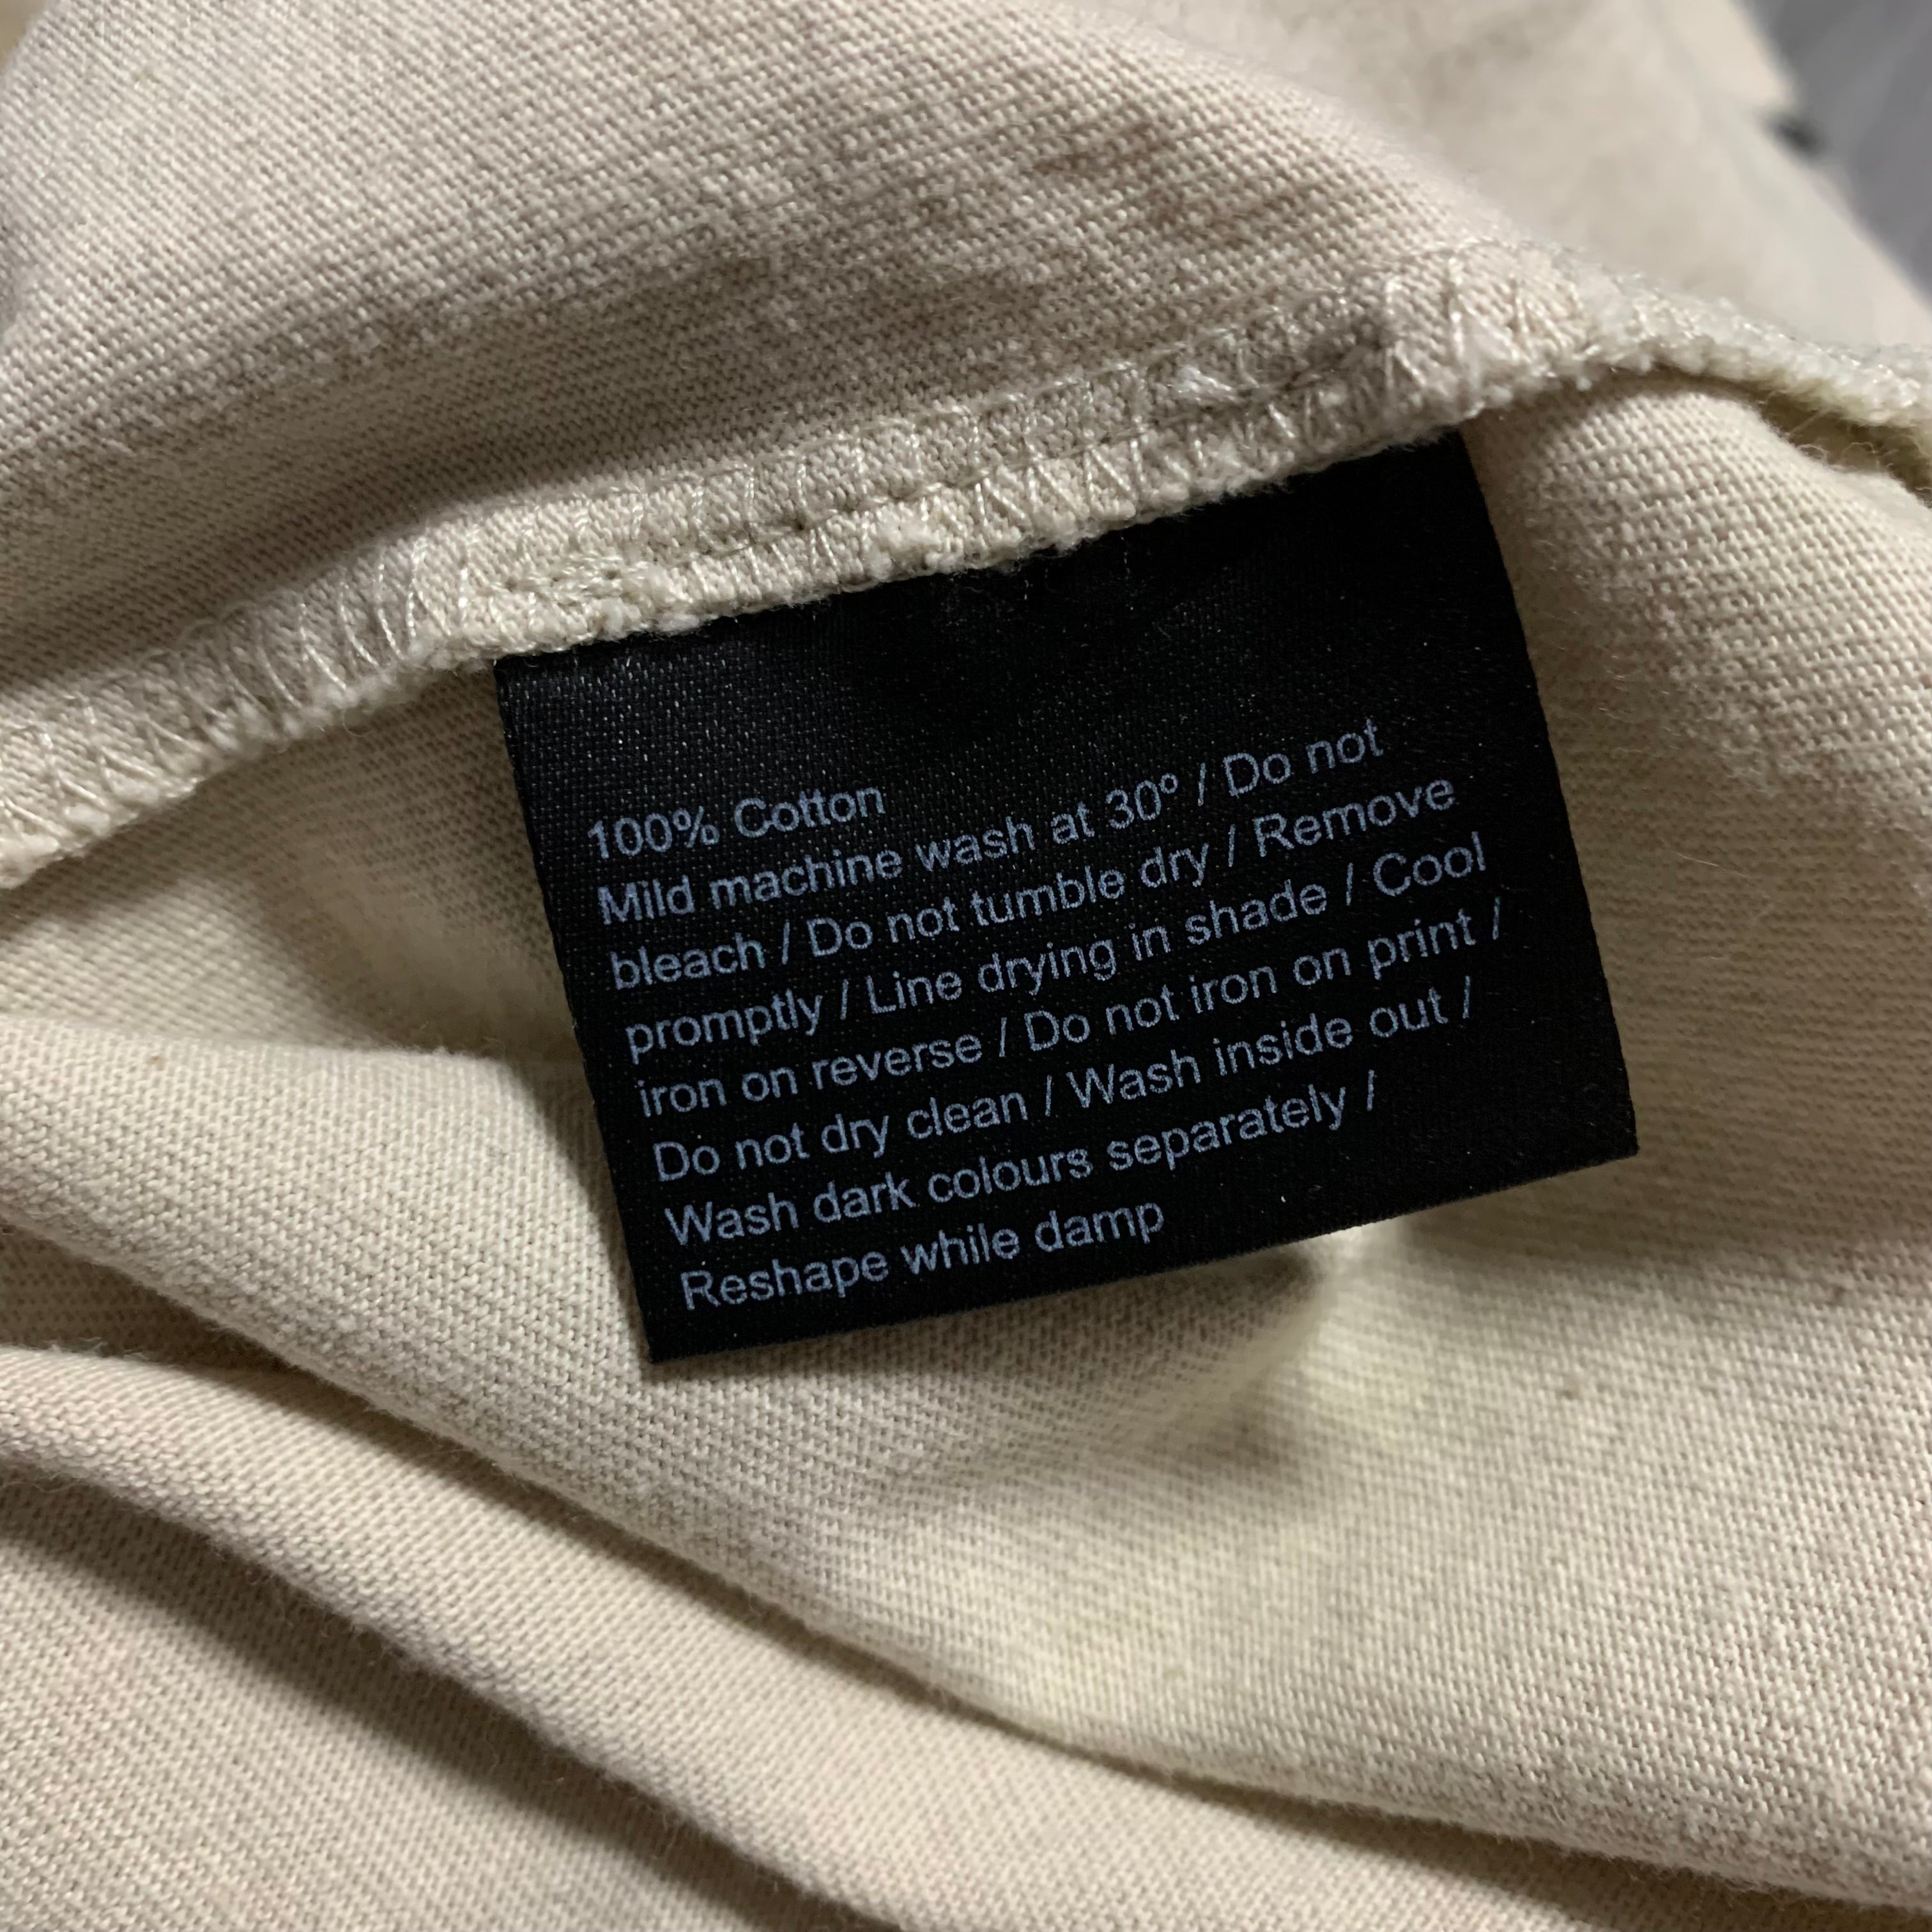 100% Cotton
Mild machine wash at 30º / Do not
bleach / Do not tumble dry / Remove
promptly / Line drying in shade / Cool
iron on reverse / Do not iron on print /
Do not dry clean / Wash inside out /
Wash dark colours separately /
Reshape while damp